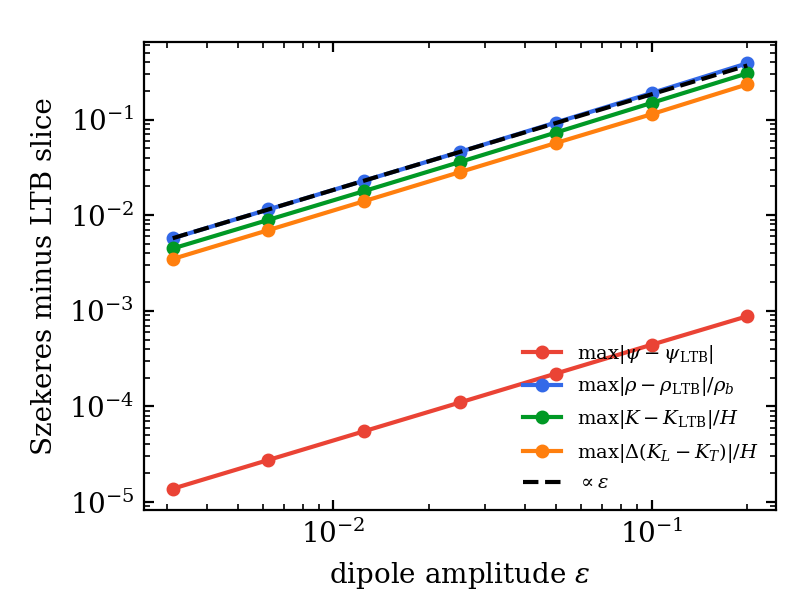 Szekeres minus LTB slice
10⁻¹
10⁻²
10⁻³
10⁻⁴
10⁻⁵
max|ψ − ψ_LTB|
max|ρ − ρ_LTB|/ρ_b
max|K − K_LTB|/H
max|Δ(K_L − K_T)|/H
∝ ε
10⁻² 10⁻¹
dipole amplitude ε